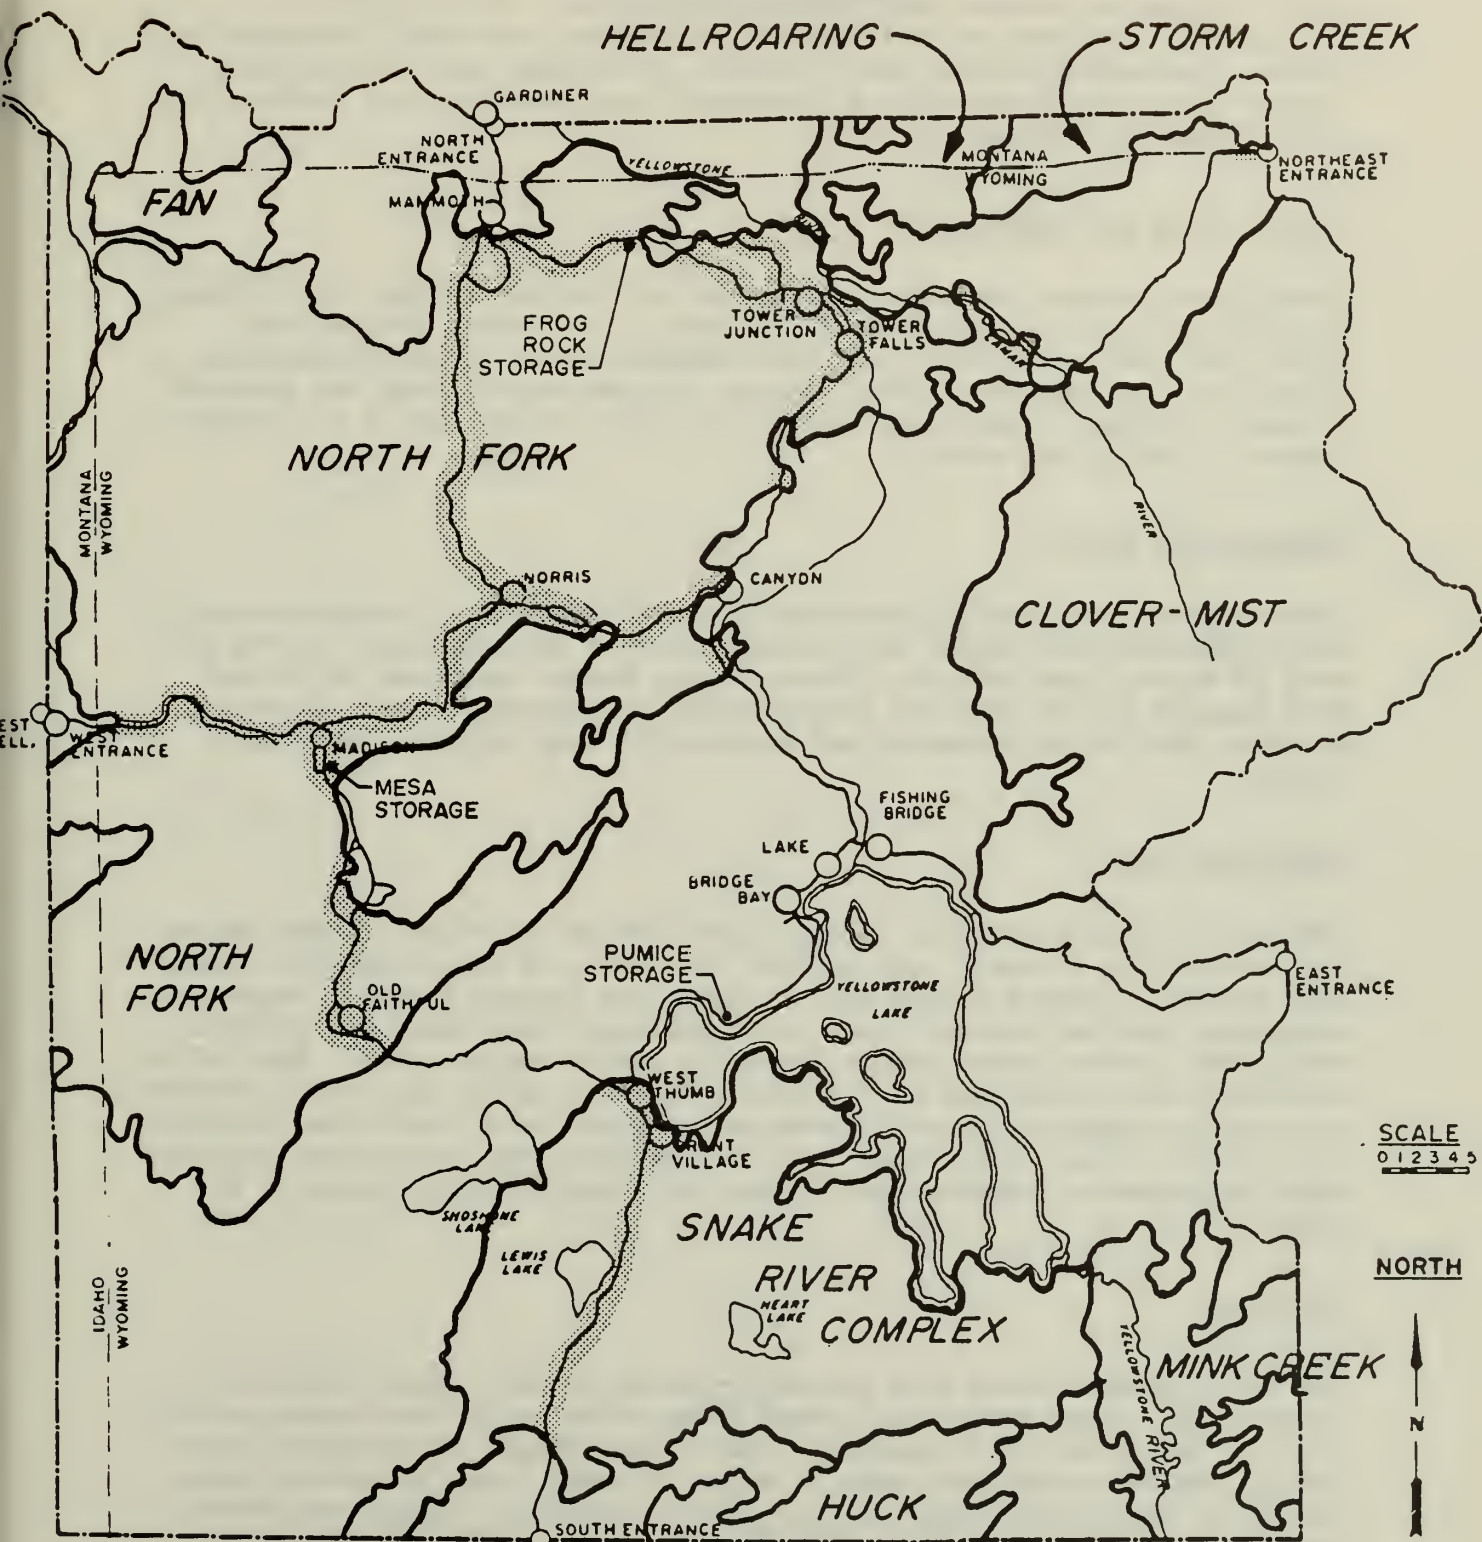 HELLROARING
STORM CREEK
GARDINER
NORTH
ENTRANCE
YELLOWSTONE
MONTANA
WYOMING
NORTHEAST
ENTRANCE
FAN
MAMMOTH
FROG
ROCK
STORAGE
TOWER
JUNCTION
TOWER
FALLS
LAMAR
NORTH FORK
MONTANA
WYOMING
RIVER
NORRIS
CANYON
CLOVER-MIST
WEST
ENTRANCE
MADISON
MESA
STORAGE
FISHING
BRIDGE
LAKE
BRIDGE
BAY
NORTH
FORK
PUMICE
STORAGE
YELLOWSTONE
LAKE
EAST
ENTRANCE
OLD
FAITHFUL
WEST
THUMB
GRANT
VILLAGE
SCALE
0 1 2 3 4 5
SHOSHONE
LAKE
SNAKE
RIVER
COMPLEX
LEWIS
LAKE
HEART
LAKE
NORTH
IDAHO
WYOMING
YELLOWSTONE RIVER
MINK CREEK
N
HUCK
SOUTH ENTRANCE